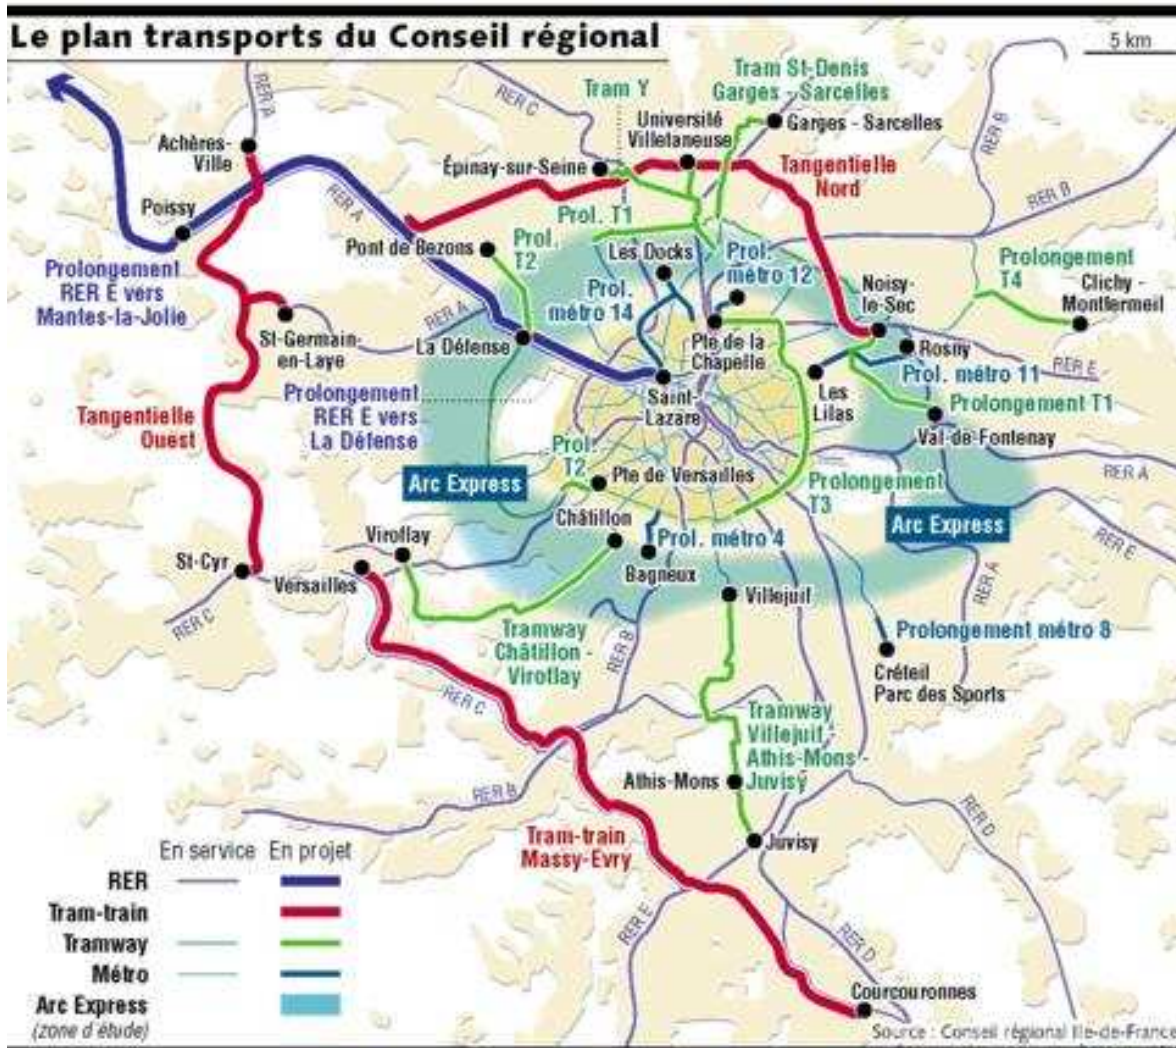 Le plan transports du Conseil régional
5 km
RER A
RER C
Tram Y
Tram St-Denis
Garges - Sarcelles
Université
Villetaneuse
Garges - Sarcelles
RER B
Achères-
Ville
Épinay-sur-Seine
Tangentielle
Nord
RER B
Poissy
RER A
Prol. T1
Pont de Bezons
Prol.
T2
Les Docks
Prol.
métro 12
Prolongement
T4
Clichy -
Montfermeil
Prolongement
RER E vers
Mantes-la-Jolie
Prol.
métro 14
Noisy-
le-Sec
St-Germain-
en-Laye
RER A
La Défense
Pte de la
Chapelle
Rosny
RER E
Prol. métro 11
Prolongement
RER E vers
La Défense
Saint-
Lazare
Les
Lilas
Prolongement T1
Val-de-Fontenay
Tangentielle
Ouest
Prol.
T2
Pte de Versailles
RER A
Arc Express
Prolongement
T3
Arc Express
Châtillon
Prol. métro 4
RER E
Viroflay
St-Cyr
Versailles
Bagneux
Villejuif
RER A
RER C
Tramway
Châtillon -
Viroflay
RER B
Prolongement métro 8
Créteil
Parc des Sports
RER C
Tramway
Villejuif -
Athis-Mons -
Juvisy
Athis-Mons
RER B
Tram-train
Massy-Evry
Juvisy
RER D
En service En projet
RER
Tram-train
Tramway
Métro
Arc Express
(zone d'étude)
RER E
RER D
Courcouronnes
Source : Conseil régional Ile-de-France